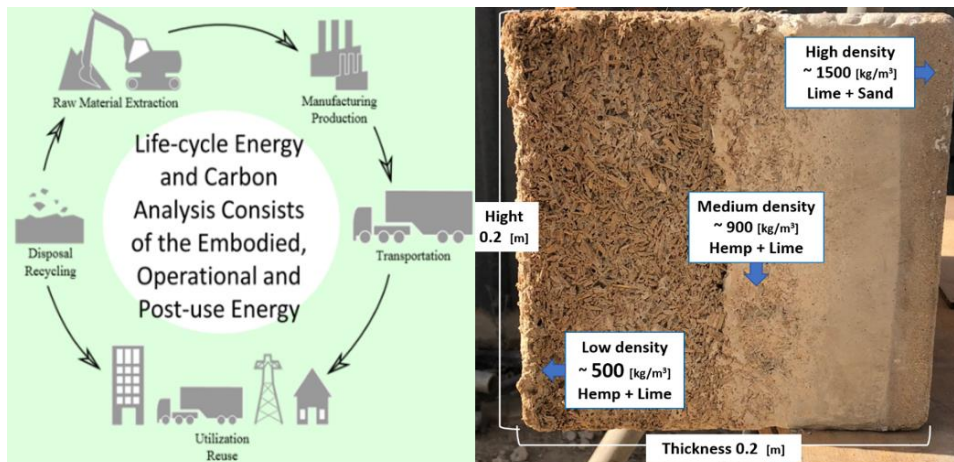 Raw Material Extraction
Manufacturing
Production
Life-cycle Energy
and Carbon
Analysis Consists
of the Embodied,
Operational and
Post-use Energy
Disposal
Recycling
Transportation
Utilization
Reuse
High density
~ 1500 [kg/m³]
Lime + Sand
Hight
0.2 [m]
Medium density
~ 900 [kg/m³]
Hemp + Lime
Low density
~ 500 [kg/m³]
Hemp + Lime
Thickness 0.2 [m]